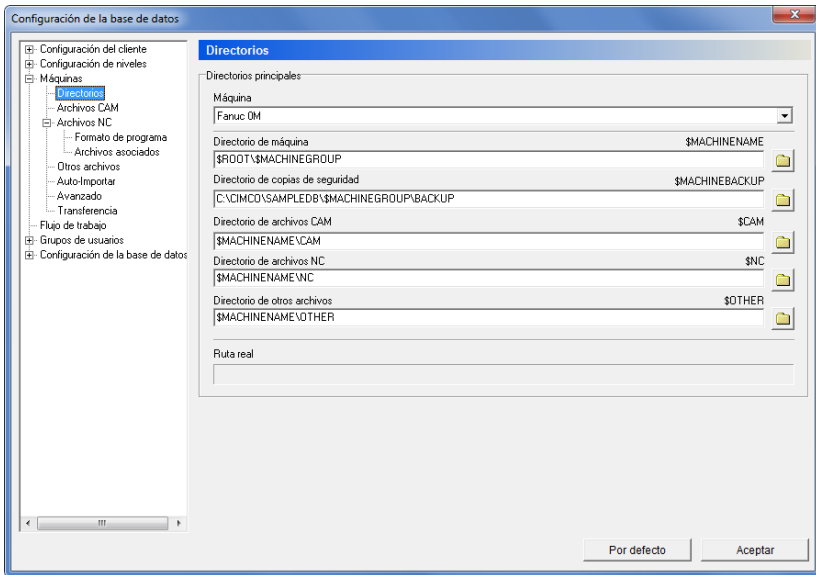 Configuración de la base de datos
Configuración del cliente
Configuración de niveles
Máquinas
Directorios
Archivos CAM
Archivos NC
Formato de programa
Archivos asociados
Otros archivos
Auto-Importar
Avanzado
Transferencia
Flujo de trabajo
Grupos de usuarios
Configuración de la base de datos
Directorios
Directorios principales
Máquina
Fanuc 0M
Directorio de máquina $MACHINENAME
$ROOT\$MACHINEGROUP
Directorio de copias de seguridad $MACHINEBACKUP
C:\CIMCO\SAMPLEDB\$MACHINEGROUP\BACKUP
Directorio de archivos CAM $CAM
$MACHINENAME\CAM
Directorio de archivos NC $NC
$MACHINENAME\NC
Directorio de otros archivos $OTHER
$MACHINENAME\OTHER
Ruta real
Por defecto Aceptar